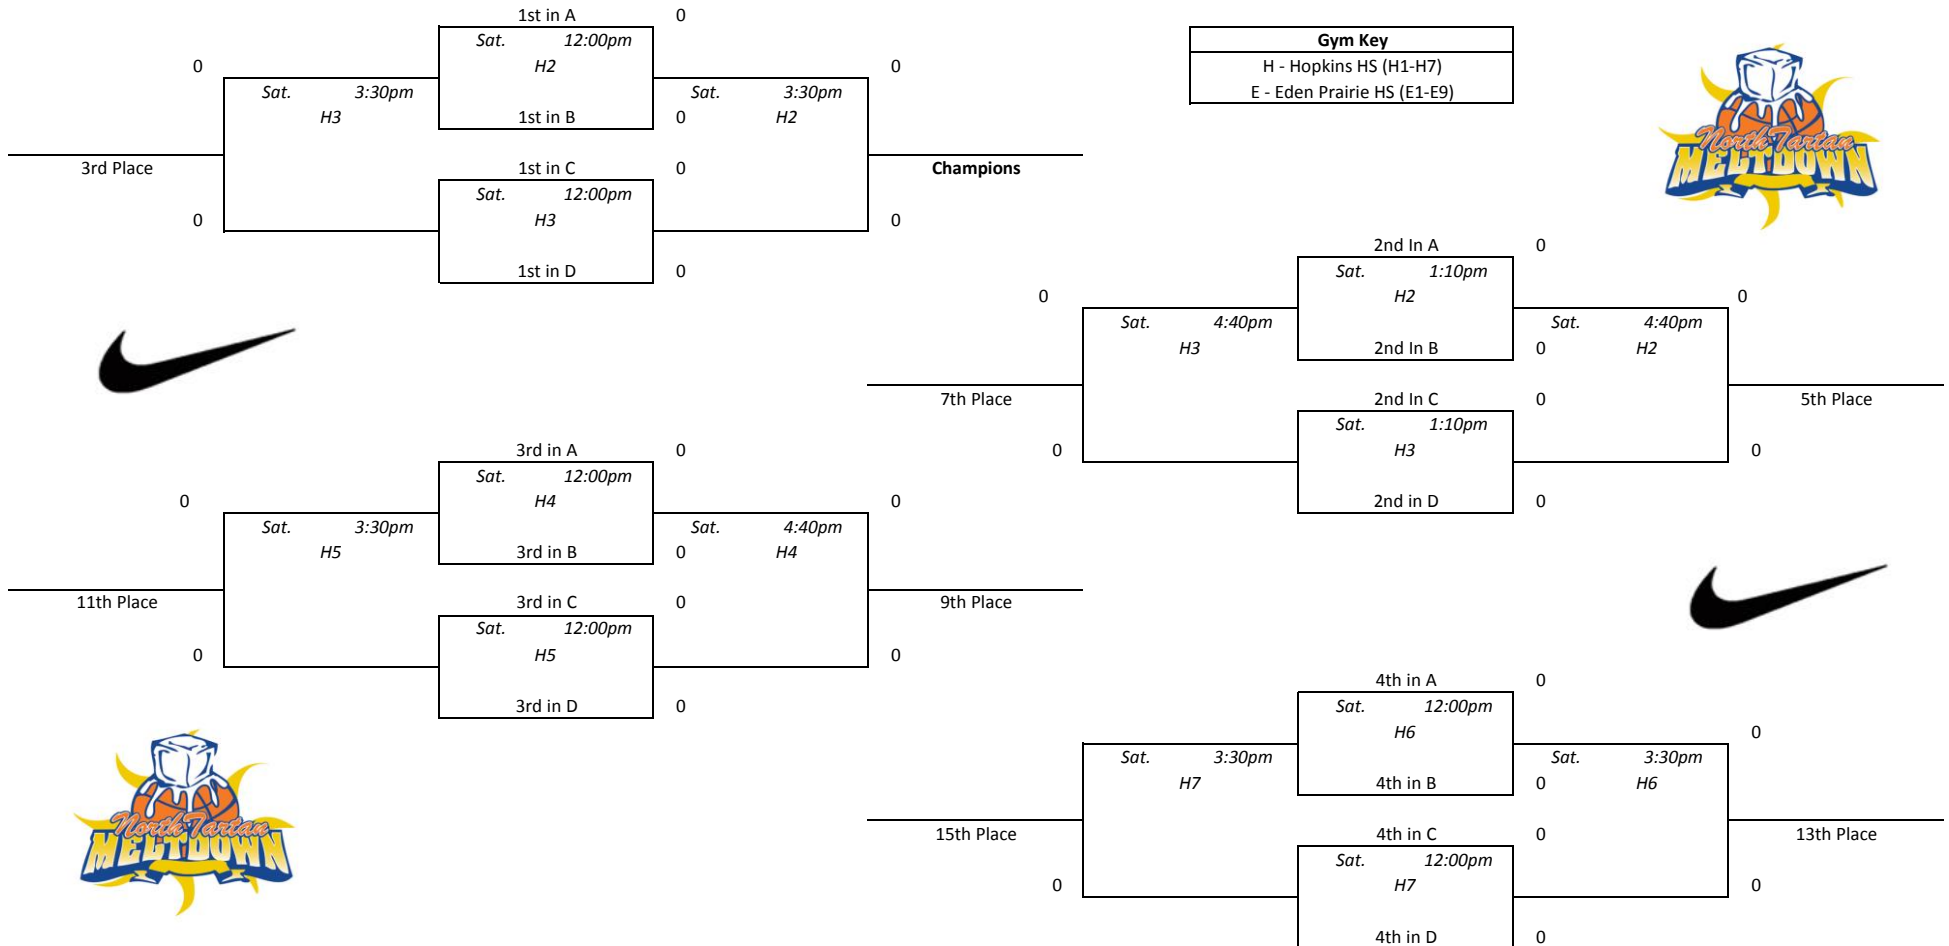 1st in A 0
Sat. 12:00pm
H2
0 0
Sat. 3:30pm
H3
1st in B 0
Sat. 3:30pm
H2
3rd Place
1st in C 0
Champions
Sat. 12:00pm
H3
0 0
1st in D 0
Gym Key
H - Hopkins HS (H1-H7)
E - Eden Prairie HS (E1-E9)
North Tartan
MELTDOWN
2nd In A 0
Sat. 1:10pm
H2
0 0
Sat. 4:40pm
H3
2nd In B 0
Sat. 4:40pm
H2
7th Place
2nd In C 0
5th Place
Sat. 1:10pm
H3
0 0
2nd in D 0
3rd in A 0
Sat. 12:00pm
H4
0 0
Sat. 3:30pm
H5
3rd in B 0
Sat. 4:40pm
H4
11th Place
3rd in C 0
9th Place
Sat. 12:00pm
H5
0 0
3rd in D 0
4th in A 0
Sat. 12:00pm
H6
0
Sat. 3:30pm
H7
4th in B 0
Sat. 3:30pm
H6
15th Place
4th in C 0
13th Place
Sat. 12:00pm
H7
0 0
4th in D 0
North Tartan
MELTDOWN